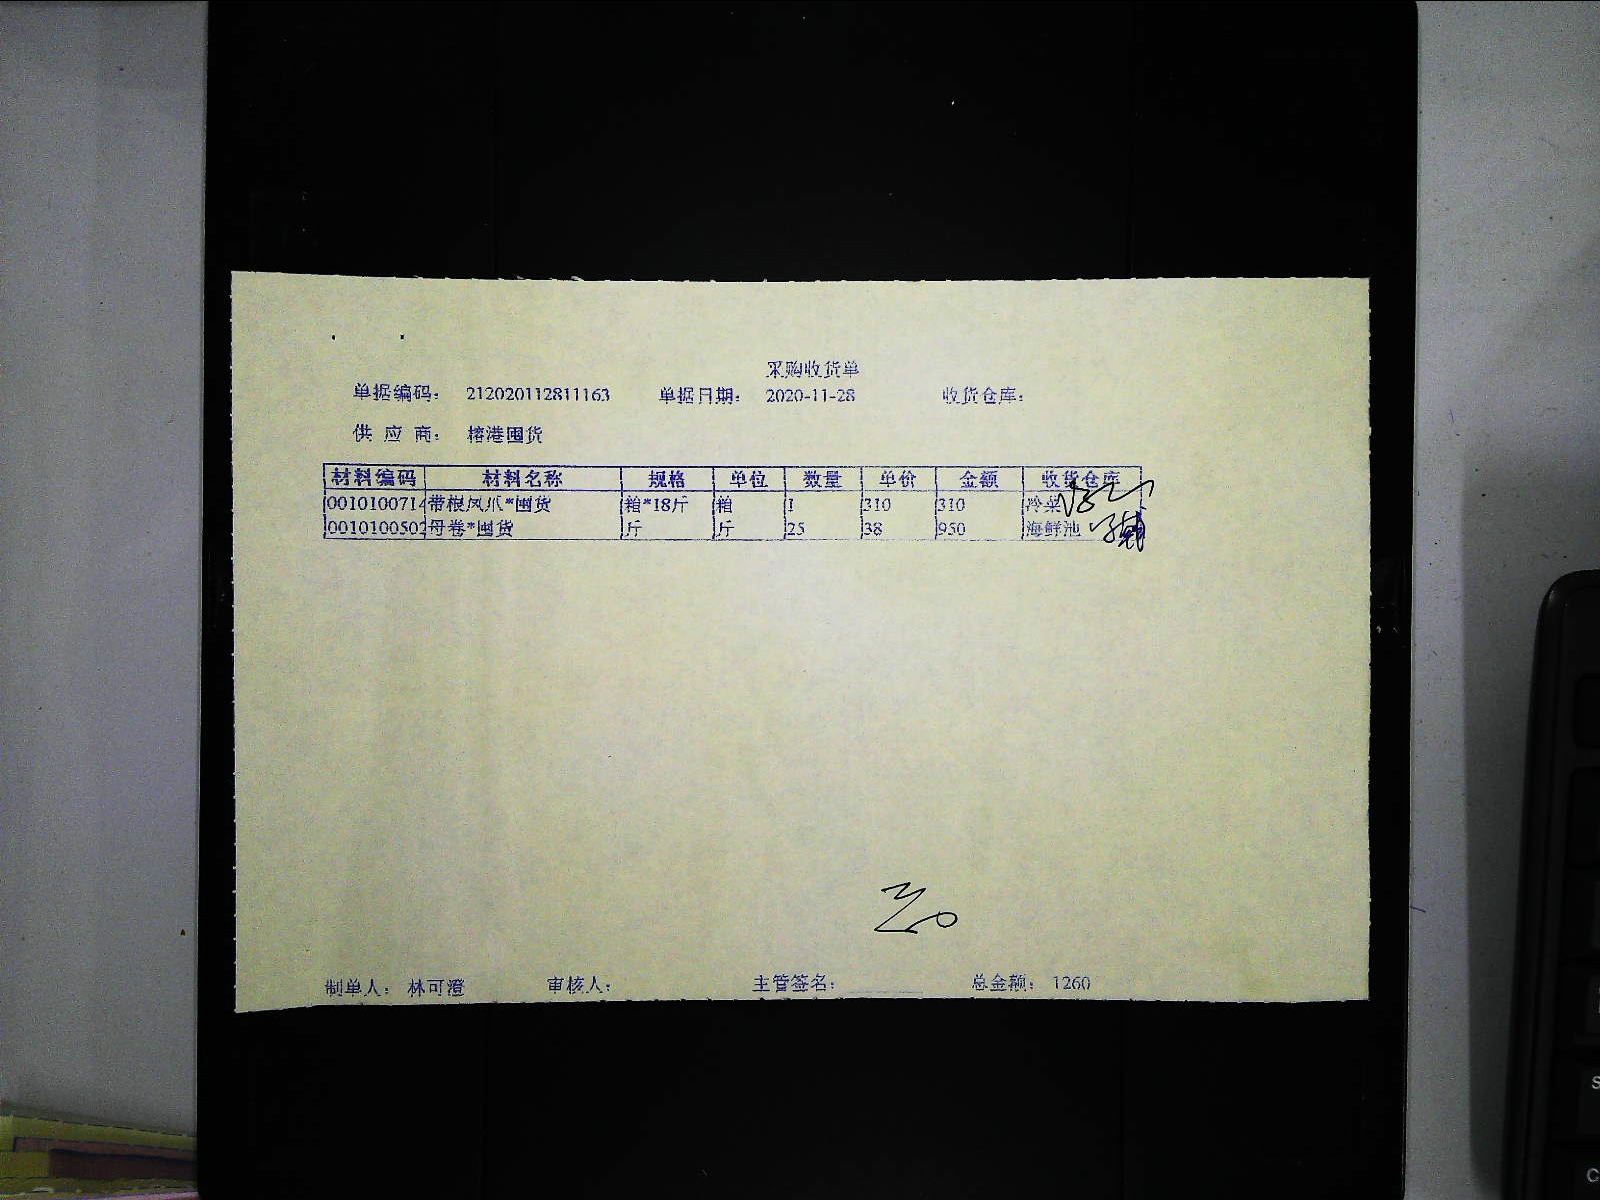 采购收货单
单据编码: 212020112811163 单据日期: 2020-11-28 收货仓库:
供 应 商: 榕港囤货
材料编码 材料名称 规格 单位 数量 单价 金额 收货仓库
0010100714 带根凤爪*囤货 箱*18斤 箱 1 310 310 冷菜
0010100502 母卷*囤货 斤 斤 25 38 950 海鲜池
制单人: 林可澄 审核人: 主管签名: 总金额: 1260